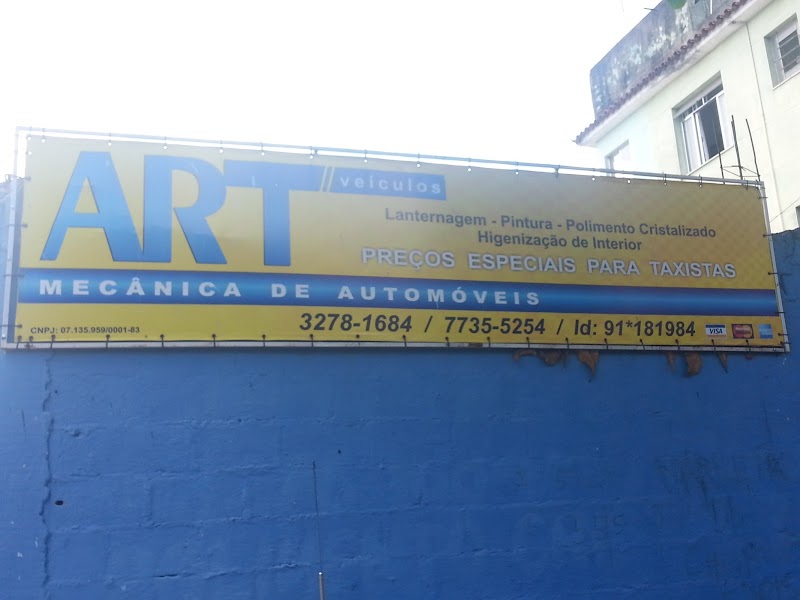 ART // veículos
Lanternagem - Pintura - Polimento Cristalizado
Higenização de Interior
PREÇOS ESPECIAIS PARA TAXISTAS
MECÂNICA DE AUTOMÓVEIS
CNPJ: 07.135.959/0001-83
3278-1684 / 7735-5254 / Id: 91*181984
VISA